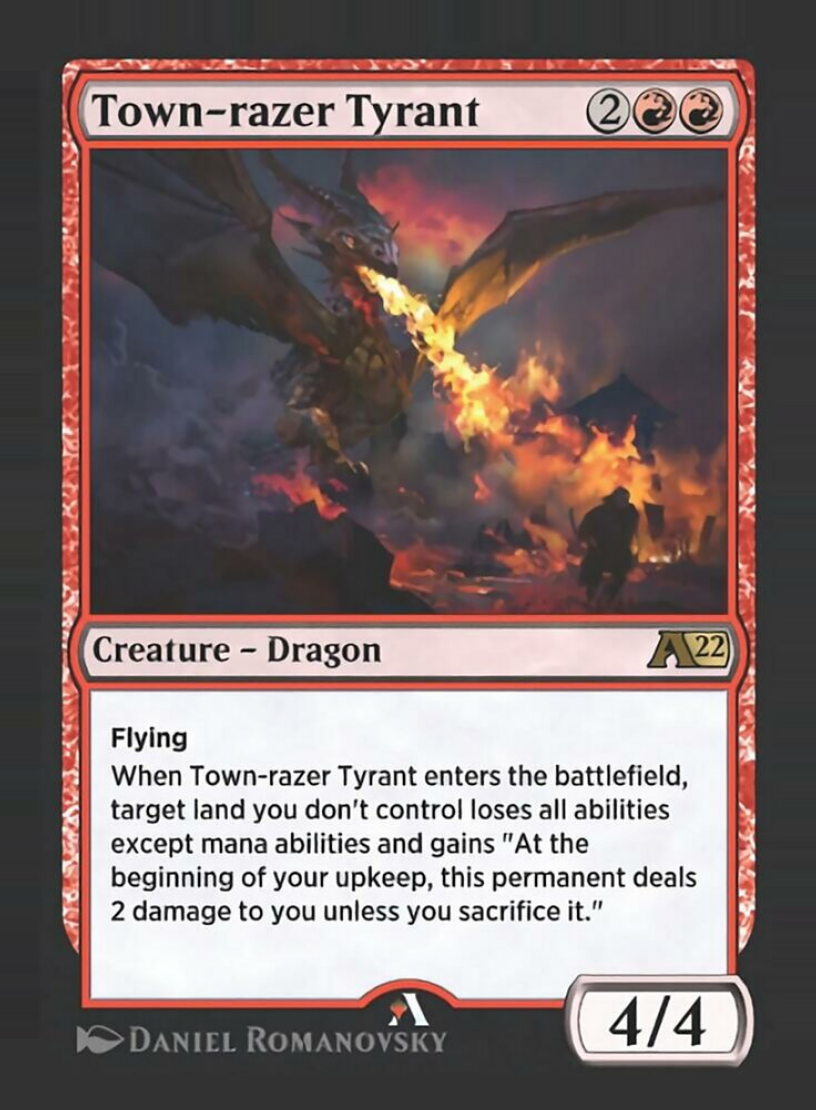 Town-razer Tyrant 2
Creature – Dragon A22
Flying
When Town-razer Tyrant enters the battlefield,
target land you don't control loses all abilities
except mana abilities and gains "At the
beginning of your upkeep, this permanent deals
2 damage to you unless you sacrifice it."
4/4
DANIEL ROMANOVSKY